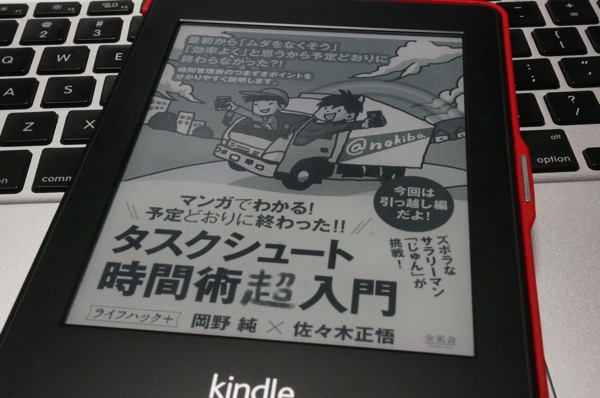 最初から「ムダをなくそう」
「効率よく」と思うから予定どおりに
終わらなかった?!
時間管理術のつまずきポイントを
分かりやすく説明します。
@nokiba
今回は
引っ越し編
だよ!
マンガでわかる!
予定どおりに終わった!!
タスクシュート
時間術超入門
ズボラな
サラリーマン
「じゅん」が
挑戦!
ライフハック+
岡野 純 × 佐々木正悟
kindle
#
3
$
4
@
2
Q
W
A
S
Z
X
C
alt
option
command
option